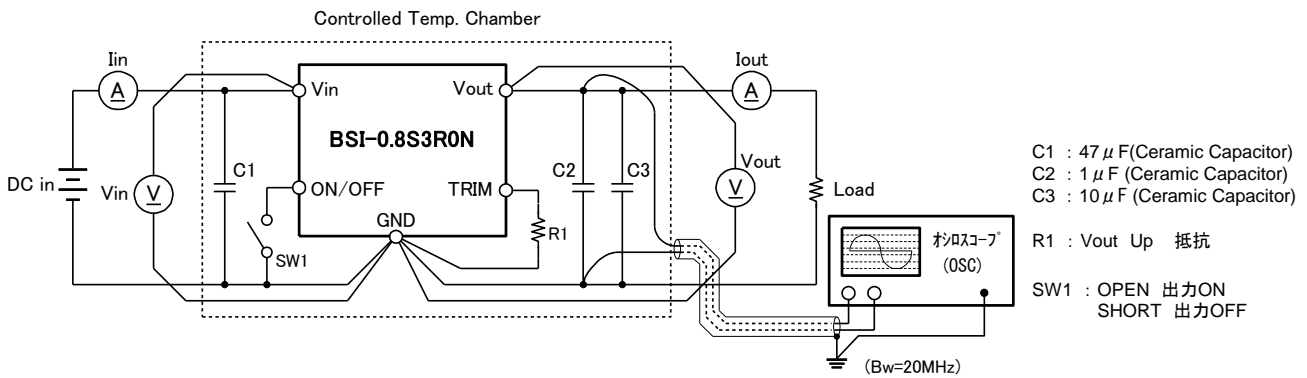 Controlled Temp. Chamber
Iin
A
Vin
Vout
Iout
A
BSI-0.8S3R0N
DC in
Vin
V
C1
ON/OFF
TRIM
C2
C3
Vout
V
Load
GND
SW1
R1
オシロスコープ
(OSC)
(Bw=20MHz)
C1 : 47μF(Ceramic Capacitor)
C2 : 1μF (Ceramic Capacitor)
C3 : 10μF (Ceramic Capacitor)
R1 : Vout Up 抵抗
SW1 : OPEN 出力ON
SHORT 出力OFF